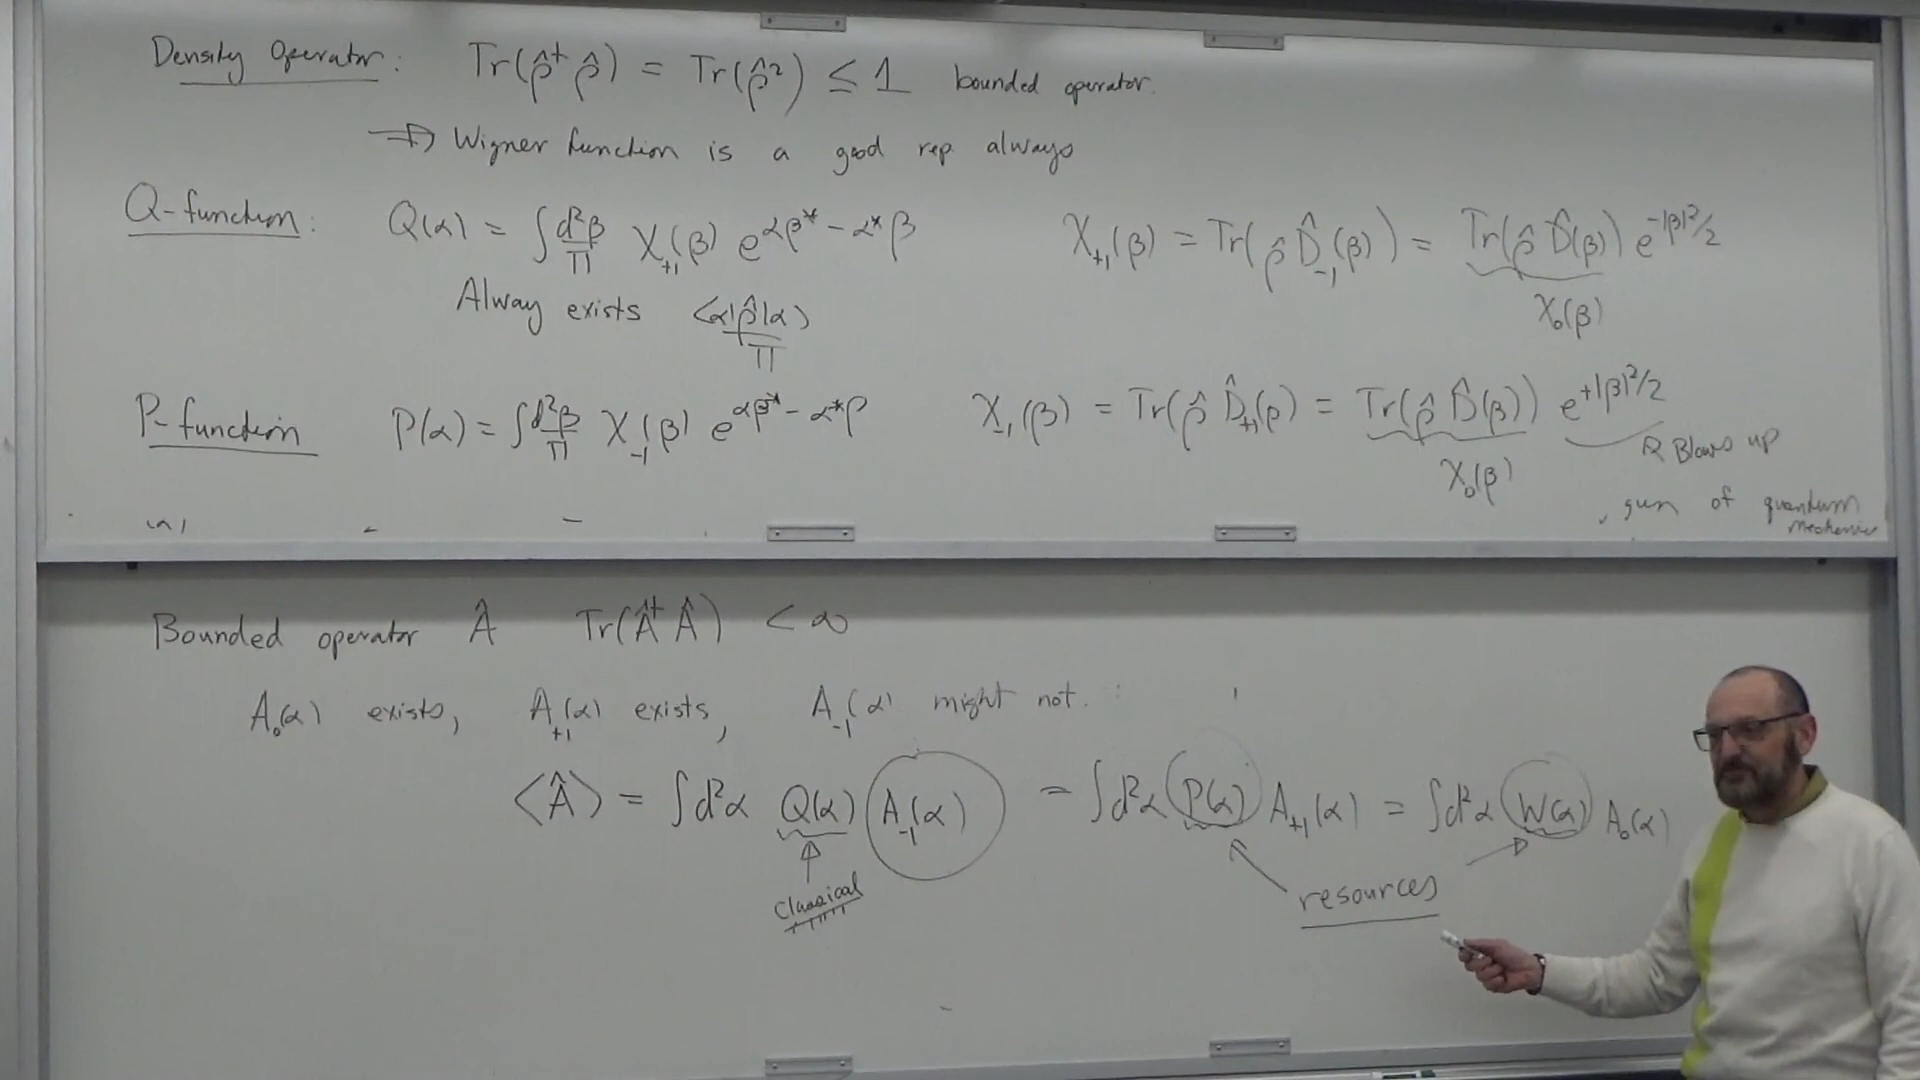 Density Operator: Tr(ρ̂† ρ̂) = Tr(ρ̂²) ≤ 1 bounded operator.
⇒ Wigner function is a good rep always
Q-function: Q(α) = ∫ d²β/π χ₊₁(β) e^{αβ* - α*β} χ₊₁(β) = Tr(ρ̂ D̂₋₁(β)) = Tr(ρ̂ D̂(β)) e^{-|β|²/2}
Alway exists <α|ρ̂|α>/π χ₀(β)
P-function P(α) = ∫ d²β/π χ₋₁(β) e^{αβ* - α*β} χ₋₁(β) = Tr(ρ̂ D̂₊₁(β) = Tr(ρ̂ D̂(β)) e^{+|β|²/2}
χ₀(β) Blows up
of quantum
mechanics
Bounded operator Â Tr(Â† Â) < ∞
A₀(α) exists, A₊₁(α) exists, A₋₁(α) might not.
<Â> = ∫d²α Q(α) A₋₁(α) = ∫d²α P(α) A₊₁(α) = ∫d²α W(α) A₀(α)
Classical
resources